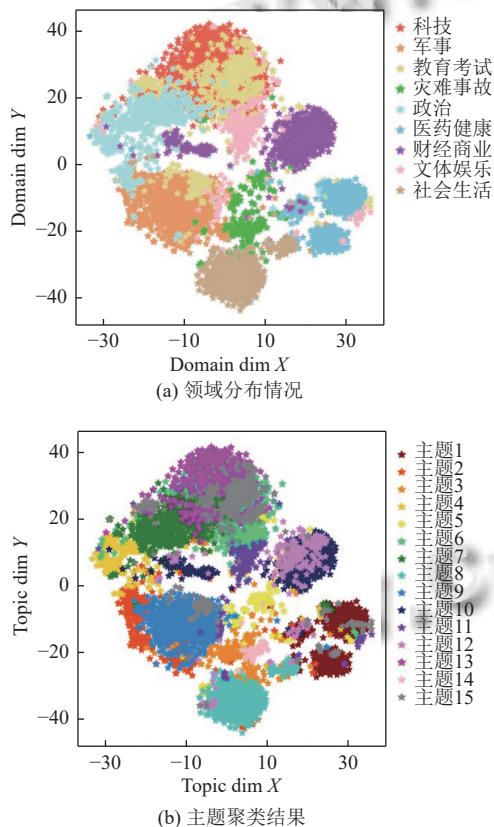 40
20
0
−20
−40
Domain dim Y
−30
−10
10
30
Domain dim X
科技
军事
教育考试
灾难事故
政治
医药健康
财经商业
文体娱乐
社会生活
(a) 领域分布情况
40
20
0
−20
−40
Topic dim Y
−30
−10
10
30
Topic dim X
主题1
主题2
主题3
主题4
主题5
主题6
主题7
主题8
主题9
主题10
主题11
主题12
主题13
主题14
主题15
(b) 主题聚类结果